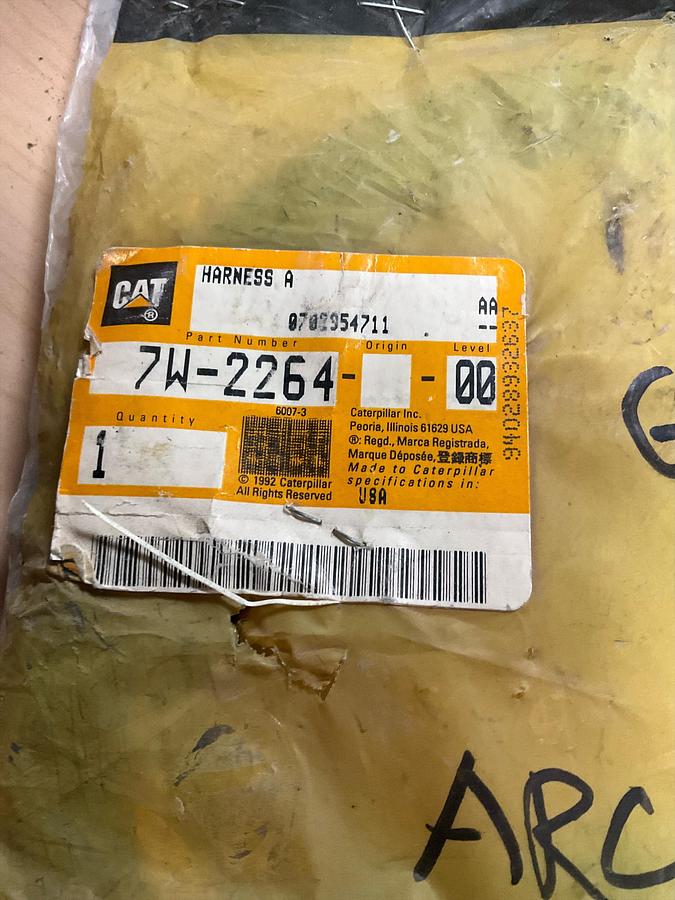 CAT
®
HARNESS A
AA
--
Part Number
Origin
Level
7W-2264-
-
00
Quantity
1
6007-3
© 1992 Caterpillar
All Rights Reserved
Caterpillar Inc.
Peoria, Illinois 61629 USA
®: Regd., Marca Registrada,
Marque Déposée, 登録商標
Made to Caterpillar
specifications in:
USA
ARC